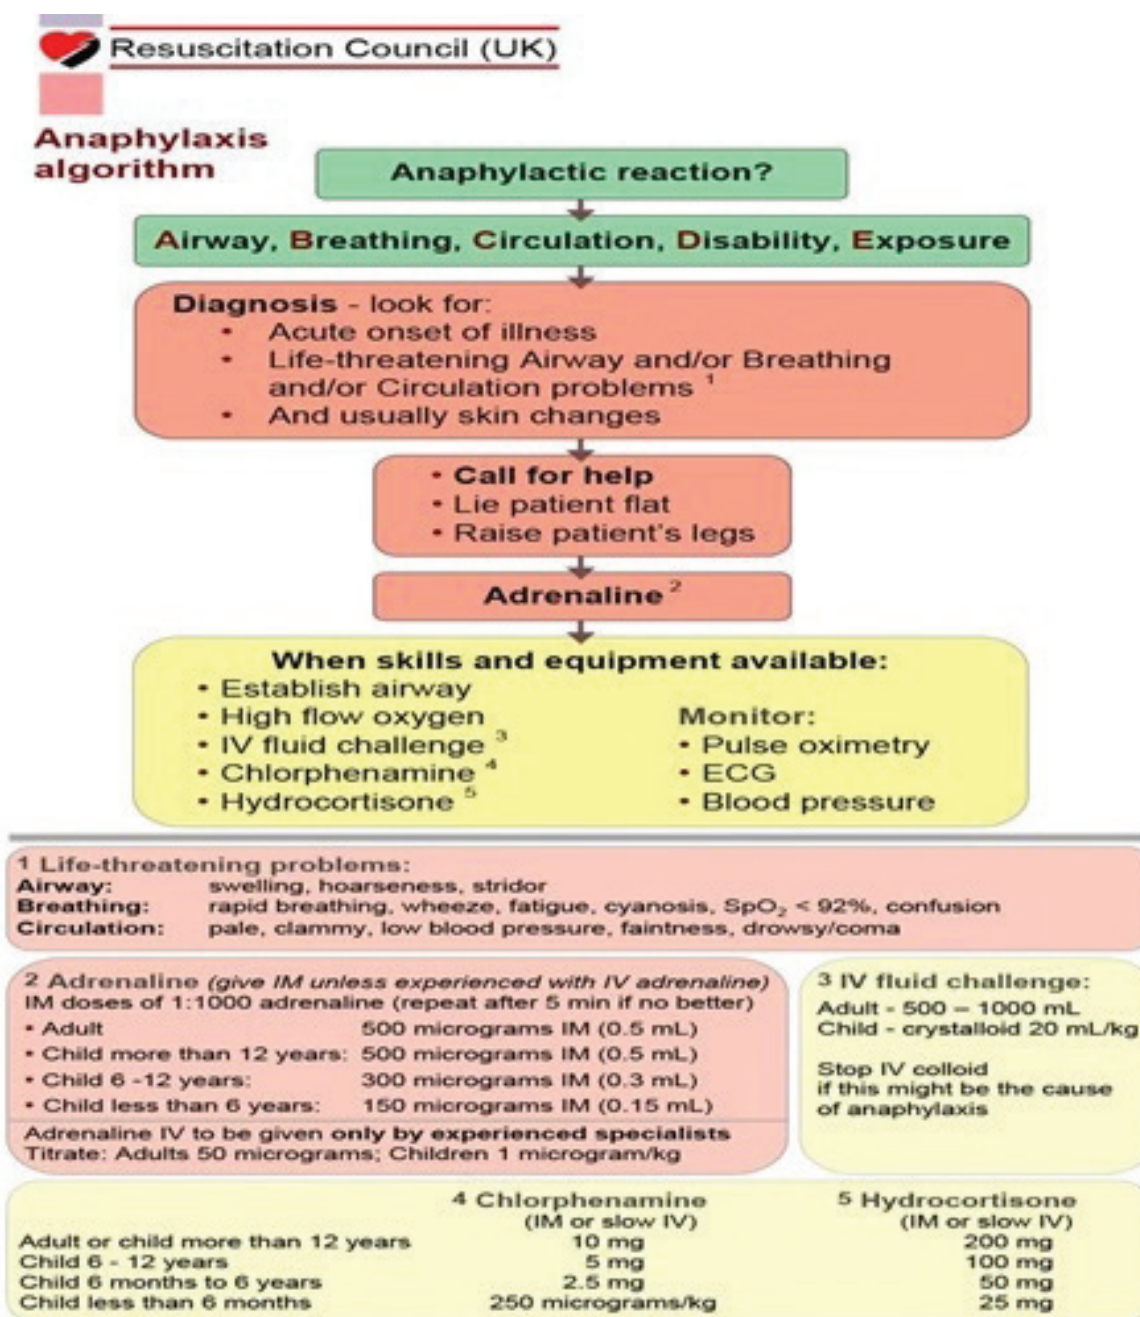 Resuscitation Council (UK)
Anaphylaxis
algorithm
Anaphylactic reaction?
Airway, Breathing, Circulation, Disability, Exposure
Diagnosis - look for:
• Acute onset of illness
• Life-threatening Airway and/or Breathing
and/or Circulation problems 1
• And usually skin changes
• Call for help
• Lie patient flat
• Raise patient's legs
Adrenaline 2
When skills and equipment available:
• Establish airway
• High flow oxygen
• IV fluid challenge 3
• Chlorphenamine 4
• Hydrocortisone 5
Monitor:
• Pulse oximetry
• ECG
• Blood pressure
1 Life-threatening problems:
Airway: swelling, hoarseness, stridor
Breathing: rapid breathing, wheeze, fatigue, cyanosis, SpO₂ < 92%, confusion
Circulation: pale, clammy, low blood pressure, faintness, drowsy/coma
2 Adrenaline (give IM unless experienced with IV adrenaline)
IM doses of 1:1000 adrenaline (repeat after 5 min if no better)
• Adult 500 micrograms IM (0.5 mL)
• Child more than 12 years: 500 micrograms IM (0.5 mL)
• Child 6 -12 years: 300 micrograms IM (0.3 mL)
• Child less than 6 years: 150 micrograms IM (0.15 mL)
Adrenaline IV to be given only by experienced specialists
Titrate: Adults 50 micrograms; Children 1 microgram/kg
3 IV fluid challenge:
Adult - 500 – 1000 mL
Child - crystalloid 20 mL/kg
Stop IV colloid
if this might be the cause
of anaphylaxis
4 Chlorphenamine 5 Hydrocortisone
(IM or slow IV) (IM or slow IV)
Adult or child more than 12 years 10 mg 200 mg
Child 6 - 12 years 5 mg 100 mg
Child 6 months to 6 years 2.5 mg 50 mg
Child less than 6 months 250 micrograms/kg 25 mg